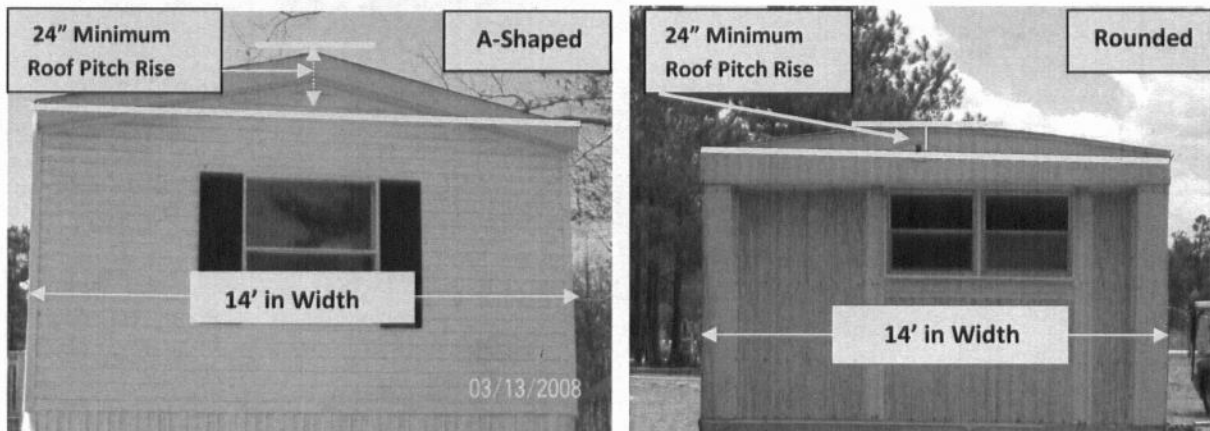 24” Minimum
Roof Pitch Rise
A-Shaped
14’ in Width
03/13/2008
24” Minimum
Roof Pitch Rise
Rounded
14’ in Width